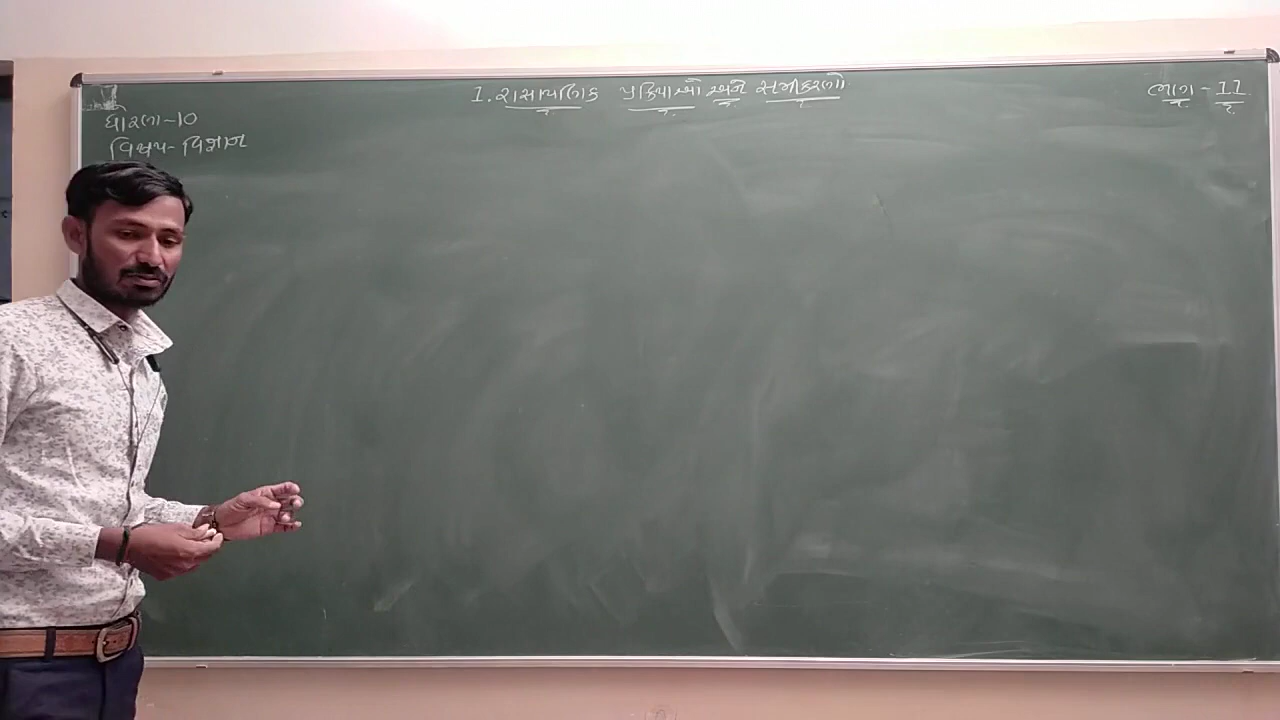 1. રાસાયણિક પ્રક્રિયાઓ અને સમીકરણો
ભાગ - 11
ધોરણ-10
વિષય- વિજ્ઞાન